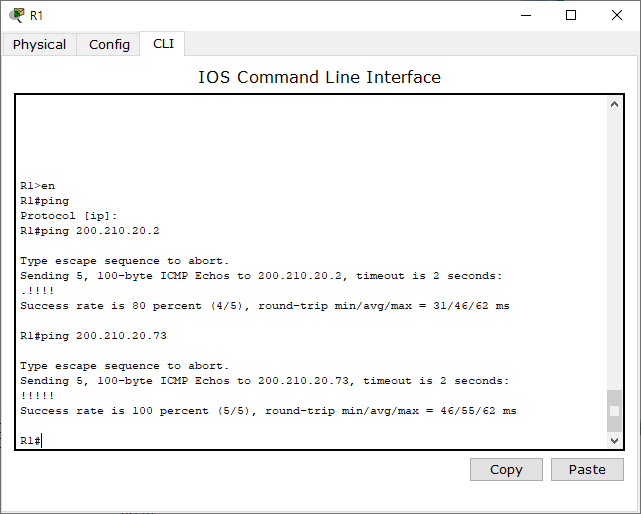 R1
Physical Config CLI
IOS Command Line Interface
R1>en
R1#ping
Protocol [ip]:
R1#ping 200.210.20.2
Type escape sequence to abort.
Sending 5, 100-byte ICMP Echos to 200.210.20.2, timeout is 2 seconds:
.!!!!
Success rate is 80 percent (4/5), round-trip min/avg/max = 31/46/62 ms
R1#ping 200.210.20.73
Type escape sequence to abort.
Sending 5, 100-byte ICMP Echos to 200.210.20.73, timeout is 2 seconds:
!!!!!
Success rate is 100 percent (5/5), round-trip min/avg/max = 46/55/62 ms
R1#
Copy Paste